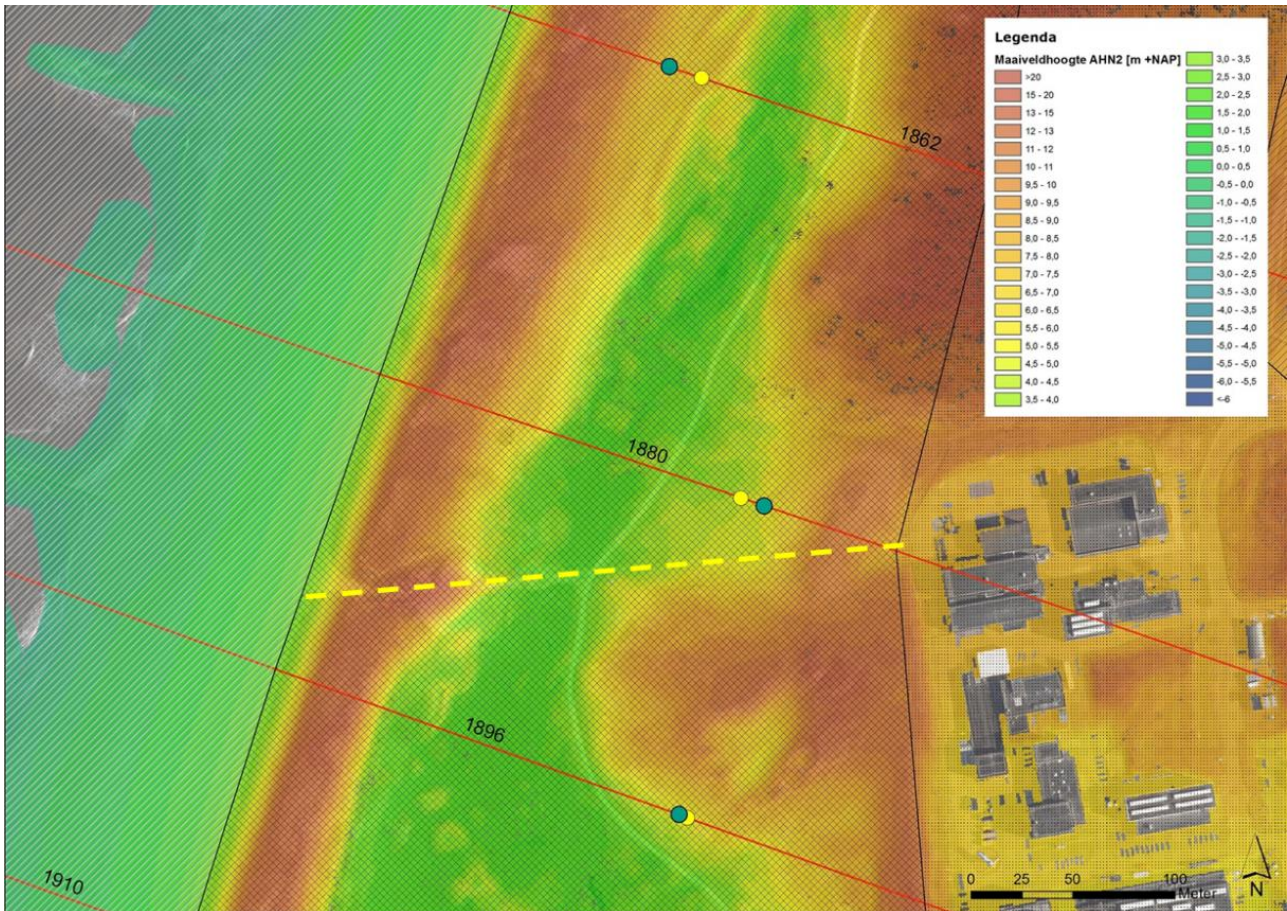 Legenda
Maaiveldhoogte AHN2 [m +NAP]
>20
15 - 20
13 - 15
12 - 13
11 - 12
10 - 11
9,5 - 10
9,0 - 9,5
8,5 - 9,0
8,0 - 8,5
7,5 - 8,0
7,0 - 7,5
6,5 - 7,0
6,0 - 6,5
5,5 - 6,0
5,0 - 5,5
4,5 - 5,0
4,0 - 4,5
3,5 - 4,0
3,0 - 3,5
2,5 - 3,0
2,0 - 2,5
1,5 - 2,0
1,0 - 1,5
0,5 - 1,0
0,0 - 0,5
-0,5 - 0,0
-1,0 - -0,5
-1,5 - -1,0
-2,0 - -1,5
-2,5 - -2,0
-3,0 - -2,5
-3,5 - -3,0
-4,0 - -3,5
-4,5 - -4,0
-5,0 - -4,5
-5,5 - -5,0
-6,0 - -5,5
<-6
1862
1880
1896
1910
0 25 50 100
Meter
N